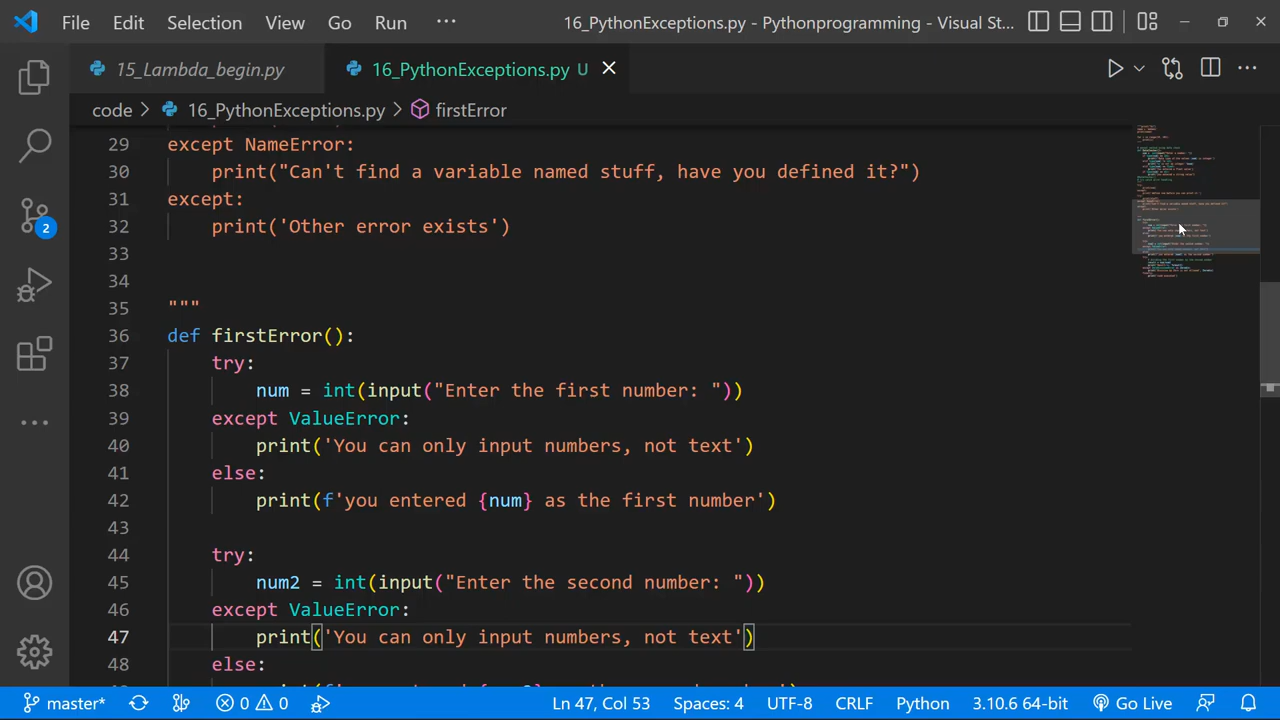 File Edit Selection View Go Run ··· 16_PythonExceptions.py - Pythonprogramming - Visual St...
15_Lambda_begin.py 16_PythonExceptions.py U
code > 16_PythonExceptions.py > firstError
29 except NameError:
30 print("Can't find a variable named stuff, have you defined it?")
31 except:
32 print('Other error exists')
33
34
35 """
36 def firstError():
37 try:
38 num = int(input("Enter the first number: "))
39 except ValueError:
40 print('You can only input numbers, not text')
41 else:
42 print(f'you entered {num} as the first number')
43
44 try:
45 num2 = int(input("Enter the second number: "))
46 except ValueError:
47 print('You can only input numbers, not text')
48 else:
2
master* 0 0 Ln 47, Col 53 Spaces: 4 UTF-8 CRLF Python 3.10.6 64-bit Go Live